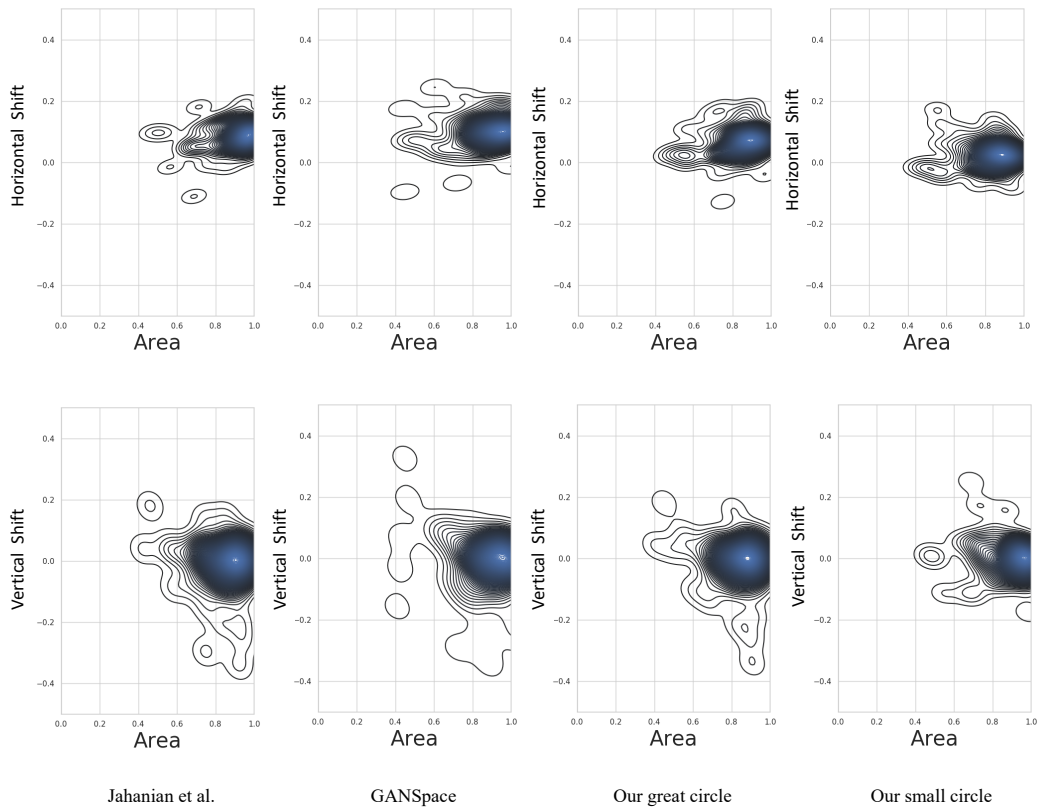 0.4 0.4 0.4 0.4
0.2 0.2 0.2 0.2
Horizontal Shift Horizontal Shift Horizontal Shift Horizontal Shift
0.0 0.0 0.0 0.0
−0.2 −0.2 −0.2 −0.2
−0.4 −0.4 −0.4 −0.4
0.0 0.2 0.4 0.6 0.8 1.0 0.0 0.2 0.4 0.6 0.8 1.0 0.0 0.2 0.4 0.6 0.8 1.0 0.0 0.2 0.4 0.6 0.8 1.0
Area Area Area Area
0.4 0.4 0.4 0.4
0.2 0.2 0.2 0.2
Vertical Shift Vertical Shift Vertical Shift Vertical Shift
0.0 0.0 0.0 0.0
−0.2 −0.2 −0.2 −0.2
−0.4 −0.4 −0.4 −0.4
0.0 0.2 0.4 0.6 0.8 1.0 0.0 0.2 0.4 0.6 0.8 1.0 0.0 0.2 0.4 0.6 0.8 1.0 0.0 0.2 0.4 0.6 0.8 1.0
Area Area Area Area
Jahanian et al. GANSpace Our great circle Our small circle